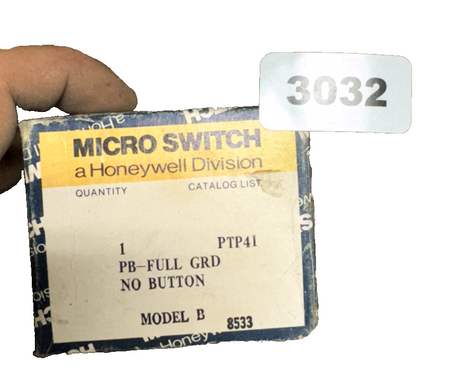 3032
MICRO SWITCH
a Honeywell Division
QUANTITY CATALOG LIST
1 PTP41
PB-FULL GRD
NO BUTTON
MODEL B 8533